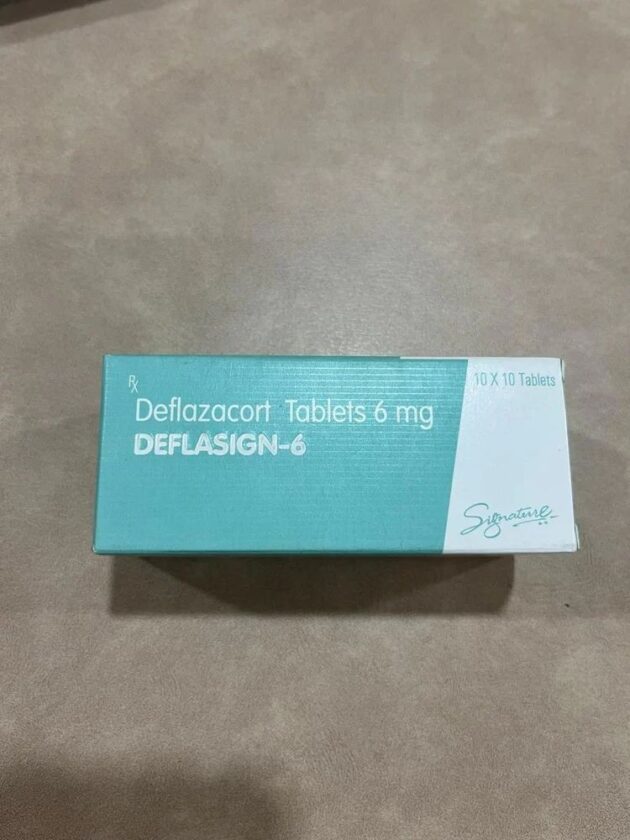 Rx
Deflazacort Tablets 6 mg
DEFLASIGN-6
10 X 10 Tablets
Signature